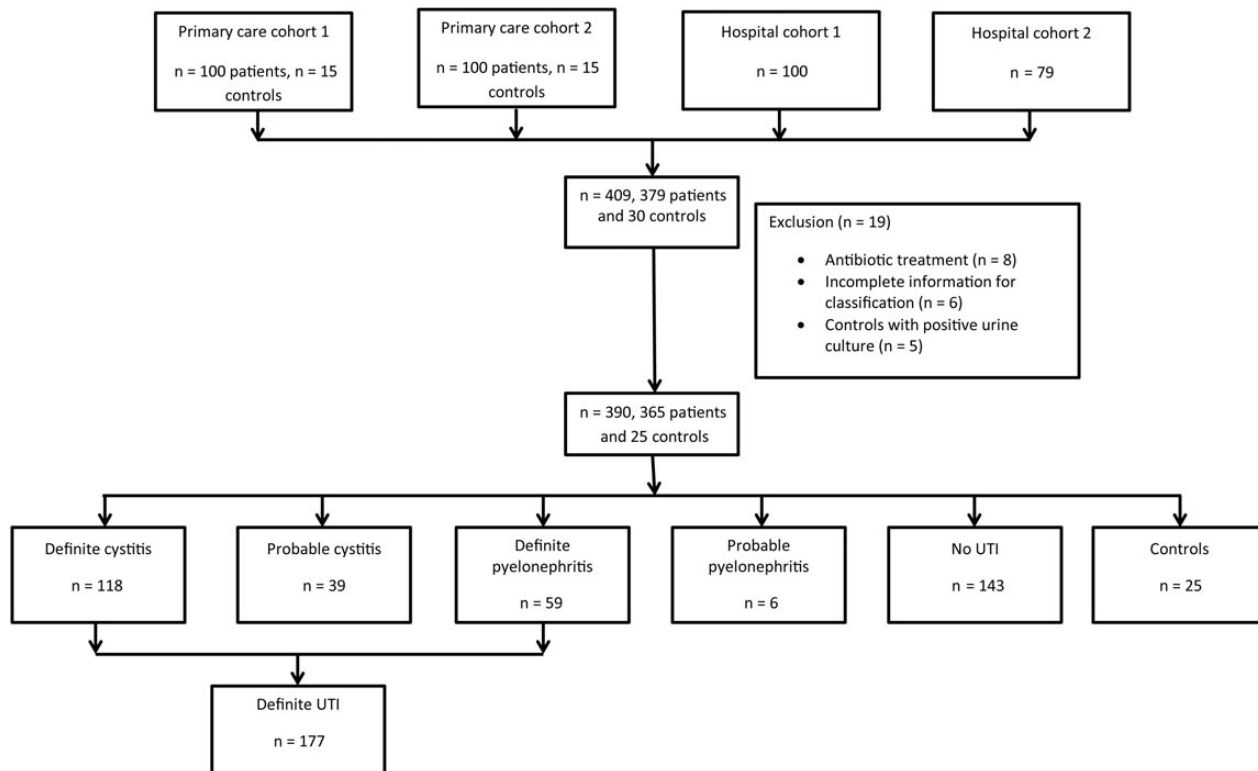 Primary care cohort 1
n = 100 patients, n = 15
controls
Primary care cohort 2
n = 100 patients, n = 15
controls
Hospital cohort 1
n = 100
Hospital cohort 2
n = 79
n = 409, 379 patients
and 30 controls
Exclusion (n = 19)
• Antibiotic treatment (n = 8)
• Incomplete information for
classification (n = 6)
• Controls with positive urine
culture (n = 5)
n = 390, 365 patients
and 25 controls
Definite cystitis
n = 118
Probable cystitis
n = 39
Definite
pyelonephritis
n = 59
Probable
pyelonephritis
n = 6
No UTI
n = 143
Controls
n = 25
Definite UTI
n = 177